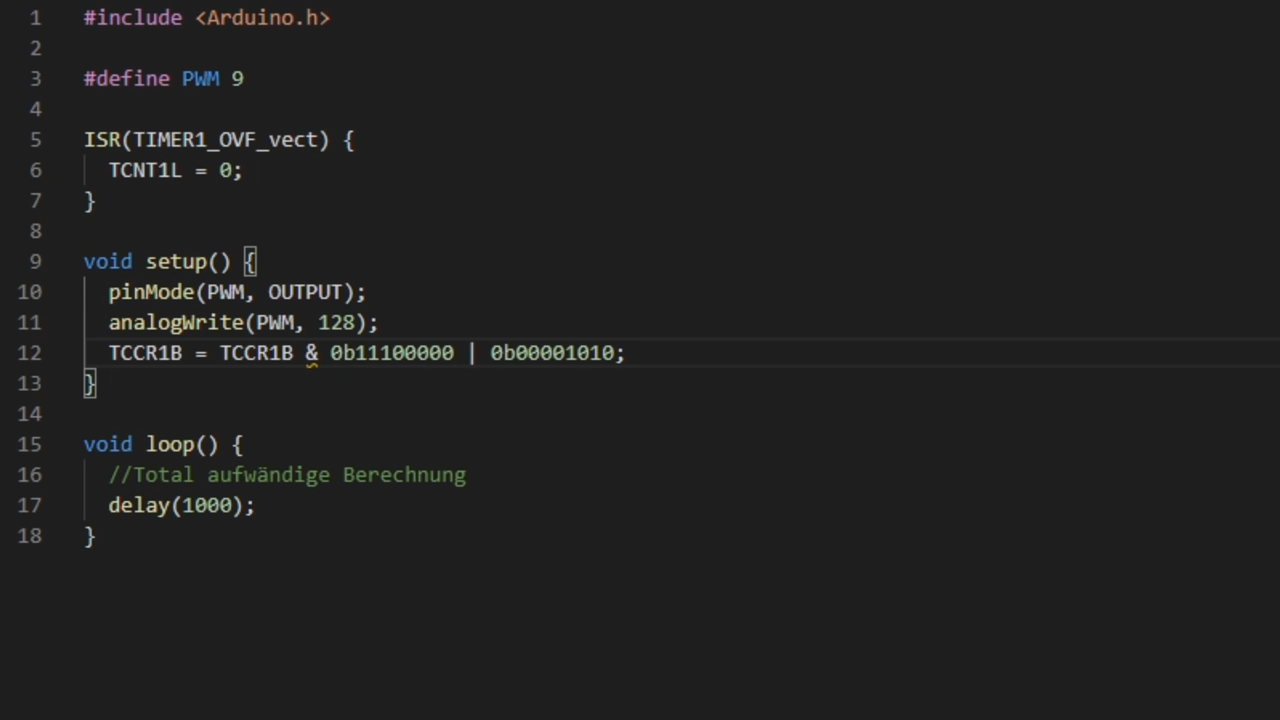 1 #include <Arduino.h>
2
3 #define PWM 9
4
5 ISR(TIMER1_OVF_vect) {
6 TCNT1L = 0;
7 }
8
9 void setup() {
10 pinMode(PWM, OUTPUT);
11 analogWrite(PWM, 128);
12 TCCR1B = TCCR1B & 0b11100000 | 0b00001010;
13 }
14
15 void loop() {
16 //Total aufwändige Berechnung
17 delay(1000);
18 }